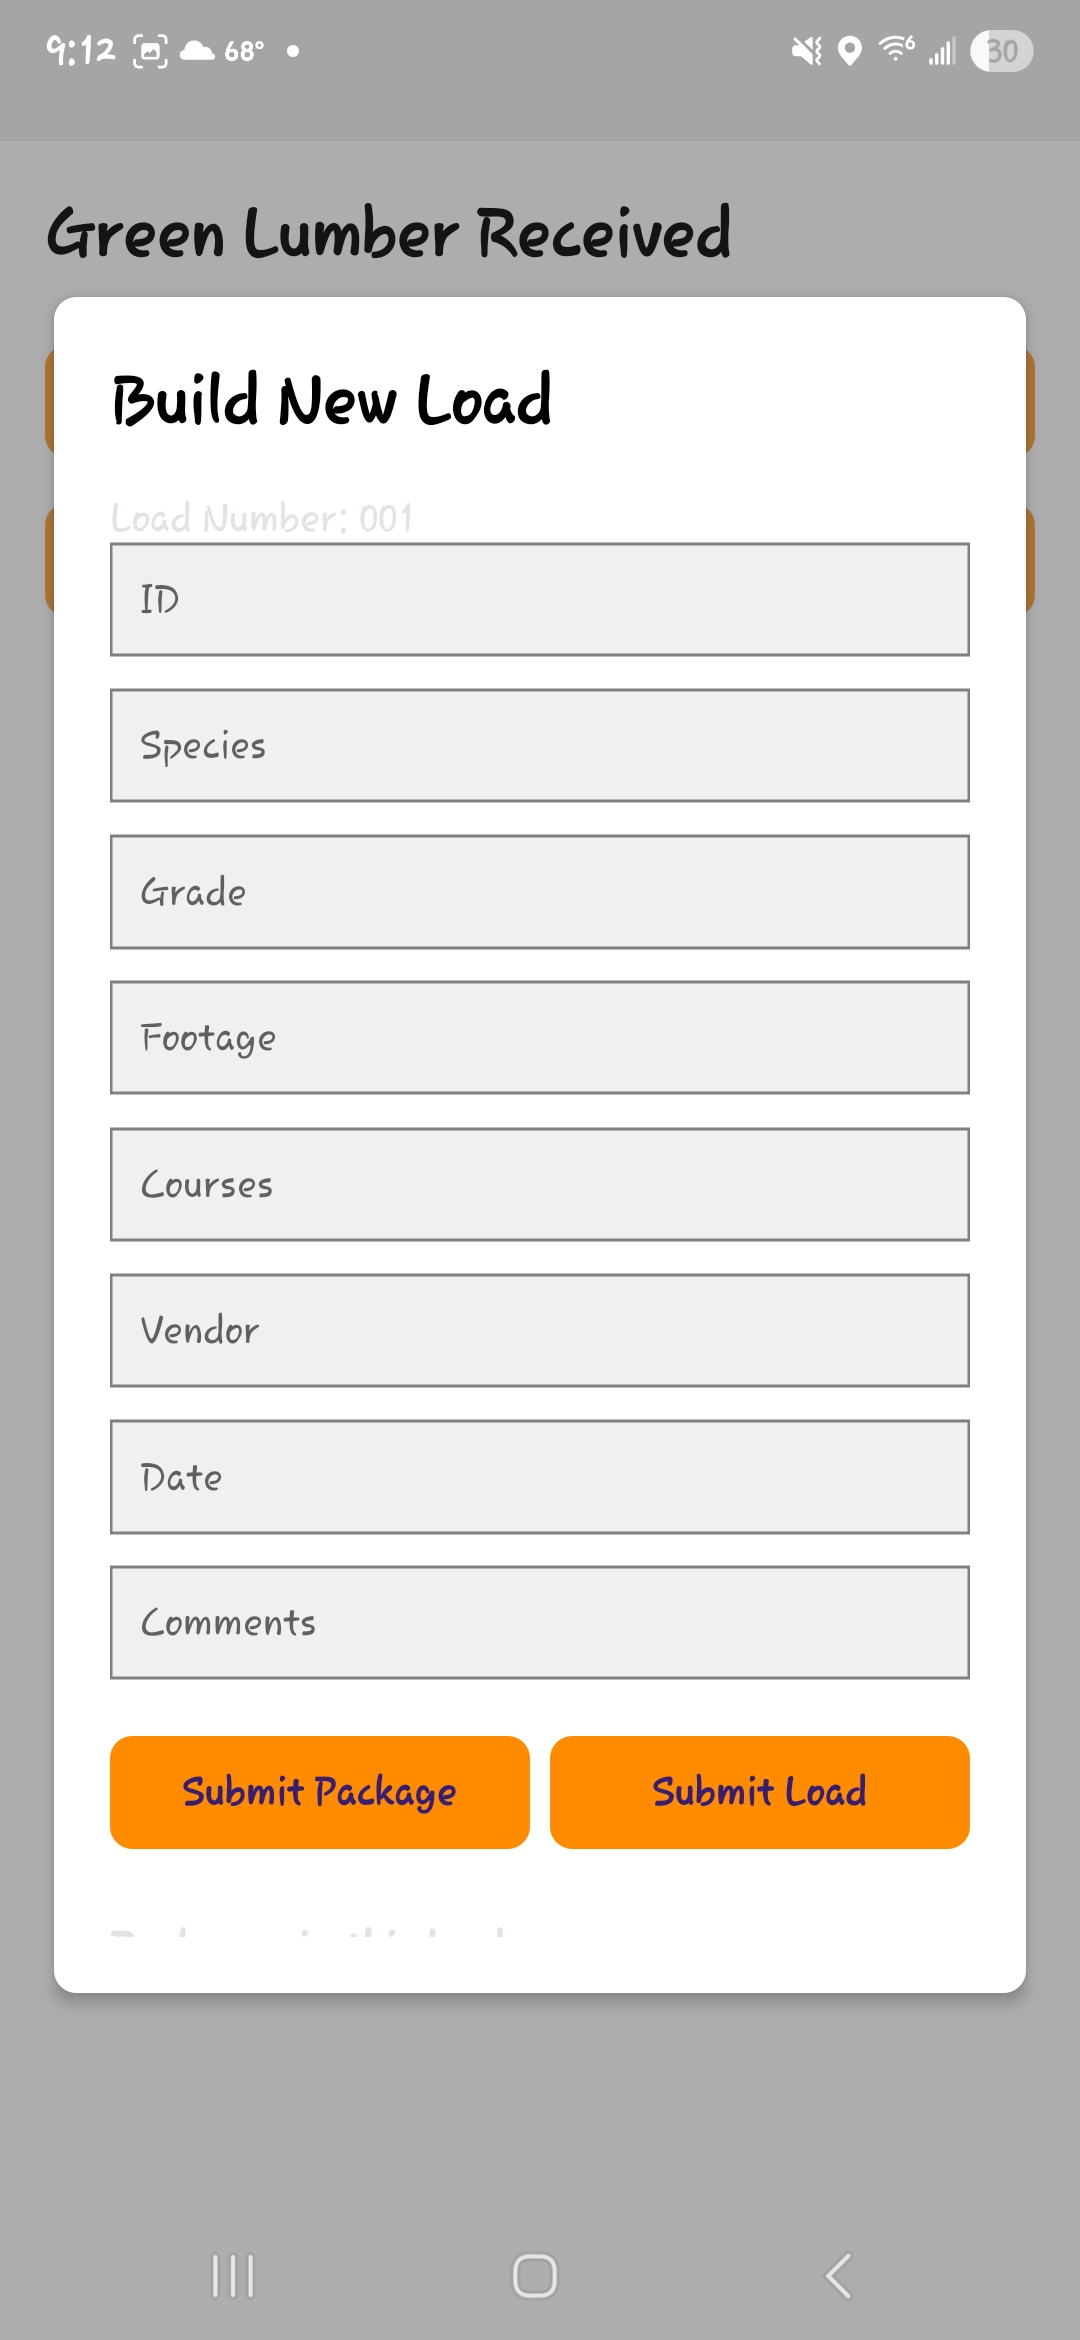 9:12 68° 6 30
Green Lumber Received
Build New Load
Load Number: 001
ID
Species
Grade
Footage
Courses
Vendor
Date
Comments
Submit Package Submit Load